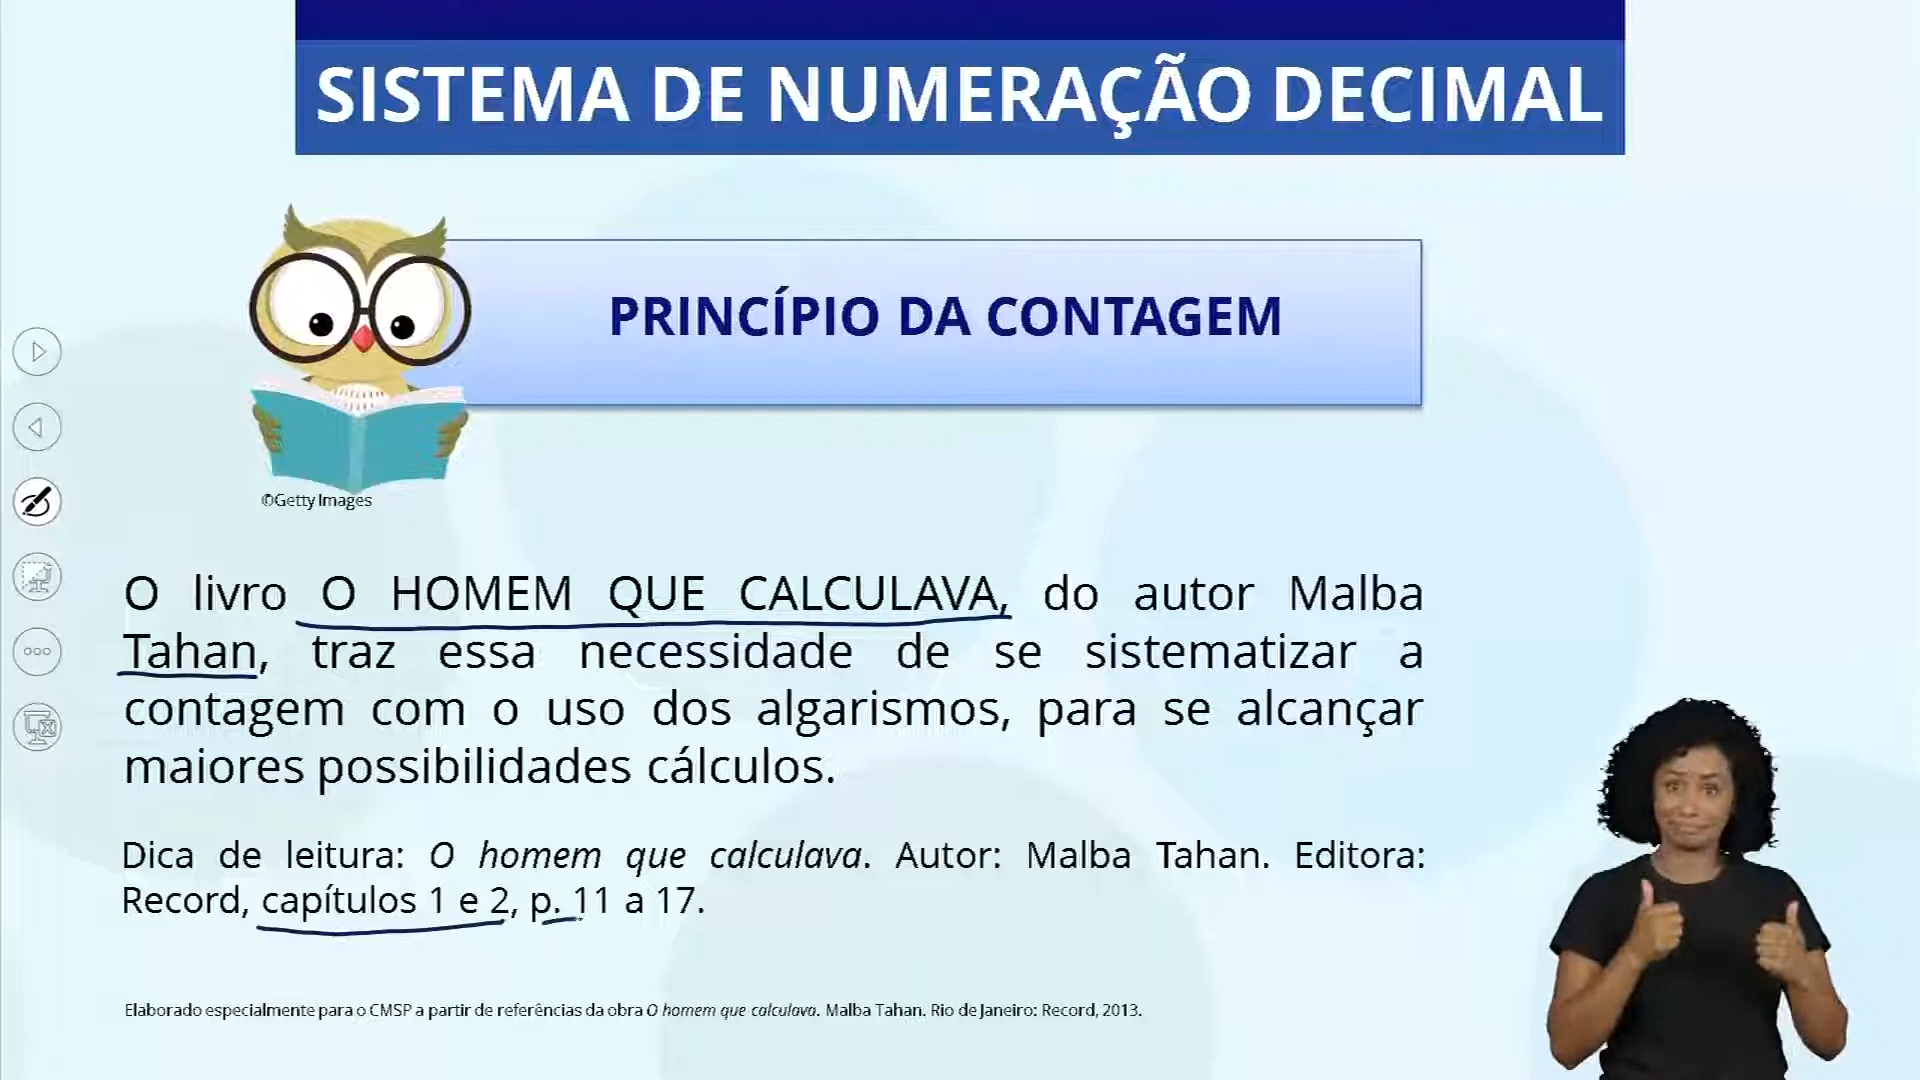 SISTEMA DE NUMERAÇÃO DECIMAL
PRINCÍPIO DA CONTAGEM
©Getty Images
O livro O HOMEM QUE CALCULAVA, do autor Malba
Tahan, traz essa necessidade de se sistematizar a
contagem com o uso dos algarismos, para se alcançar
maiores possibilidades cálculos.
Dica de leitura: O homem que calculava. Autor: Malba Tahan. Editora:
Record, capítulos 1 e 2, p. 11 a 17.
Elaborado especialmente para o CMSP a partir de referências da obra O homem que calculava. Malba Tahan. Rio de Janeiro: Record, 2013.